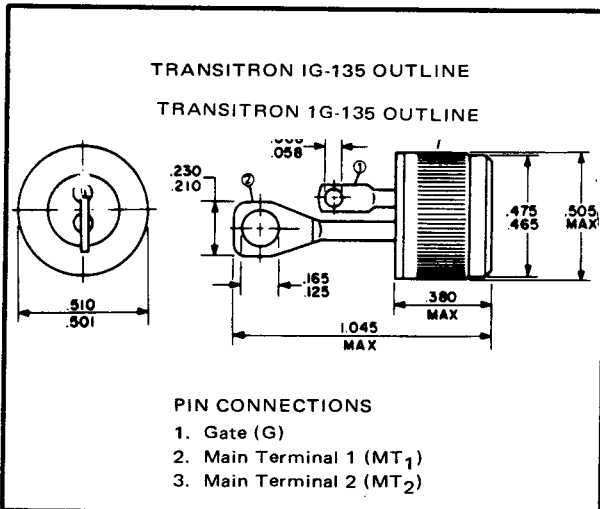 TRANSITRON IG-135 OUTLINE
TRANSITRON 1G-135 OUTLINE
.058
①
.230
.210
②
.475
.465
.505
MAX
.165
.125
.380
MAX
.510
.501
1.045
MAX
PIN CONNECTIONS
1. Gate (G)
2. Main Terminal 1 (MT1)
3. Main Terminal 2 (MT2)